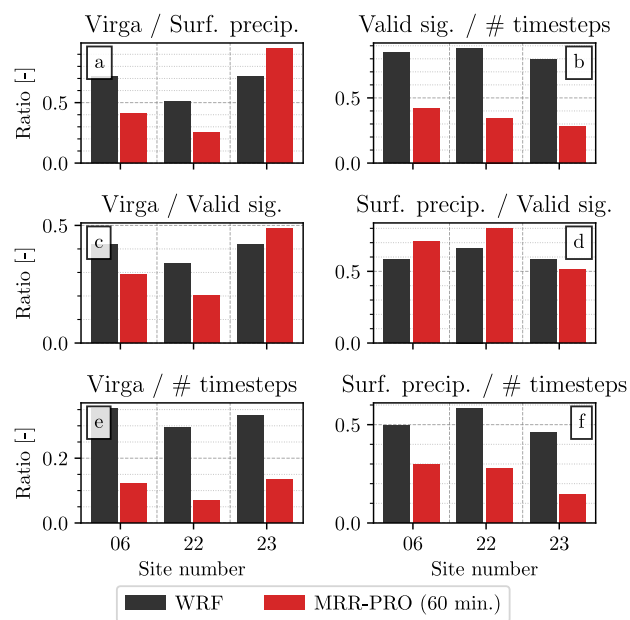 Virga / Surf. precip.
Valid sig. / # timesteps
a
b
Ratio [-]
0.5
0.0
0.5
0.0
Virga / Valid sig.
Surf. precip. / Valid sig.
c
d
Ratio [-]
0.5
0.0
0.5
0.0
Virga / # timesteps
Surf. precip. / # timesteps
e
f
Ratio [-]
0.2
0.0
0.5
0.0
06 22 23
06 22 23
Site number
Site number
WRF MRR-PRO (60 min.)